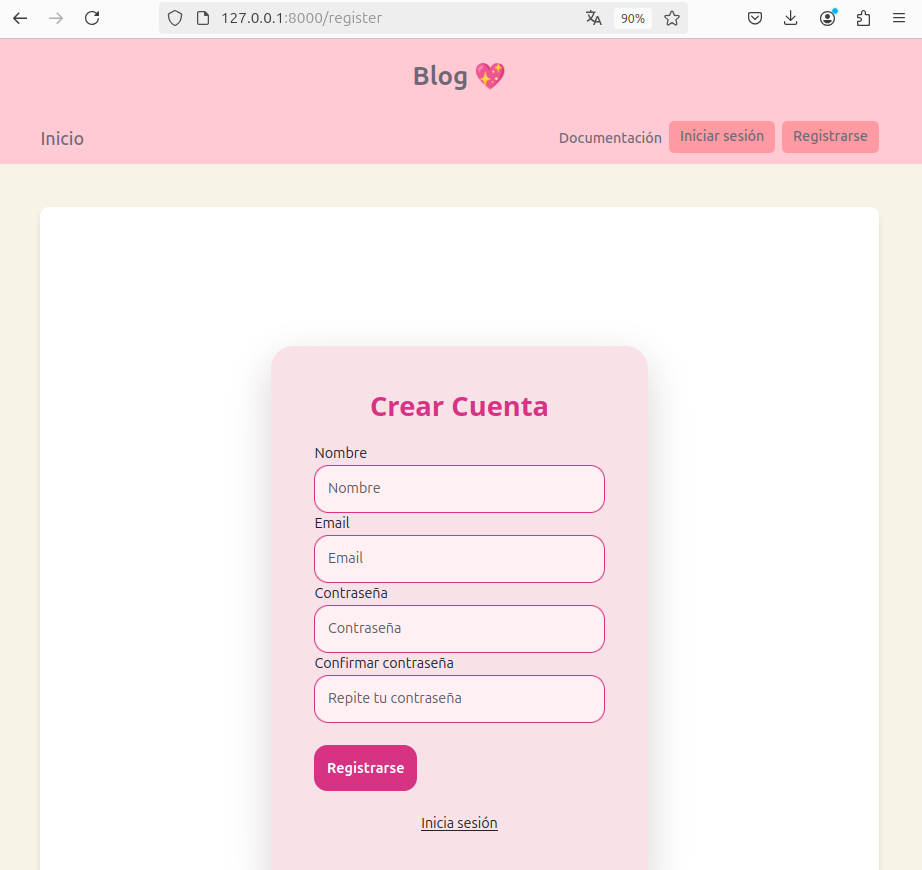 127.0.0.1:8000/register 90%
Blog 💖
Inicio Documentación Iniciar sesión Registrarse
Crear Cuenta
Nombre
Nombre
Email
Email
Contraseña
Contraseña
Confirmar contraseña
Repite tu contraseña
Registrarse
Inicia sesión